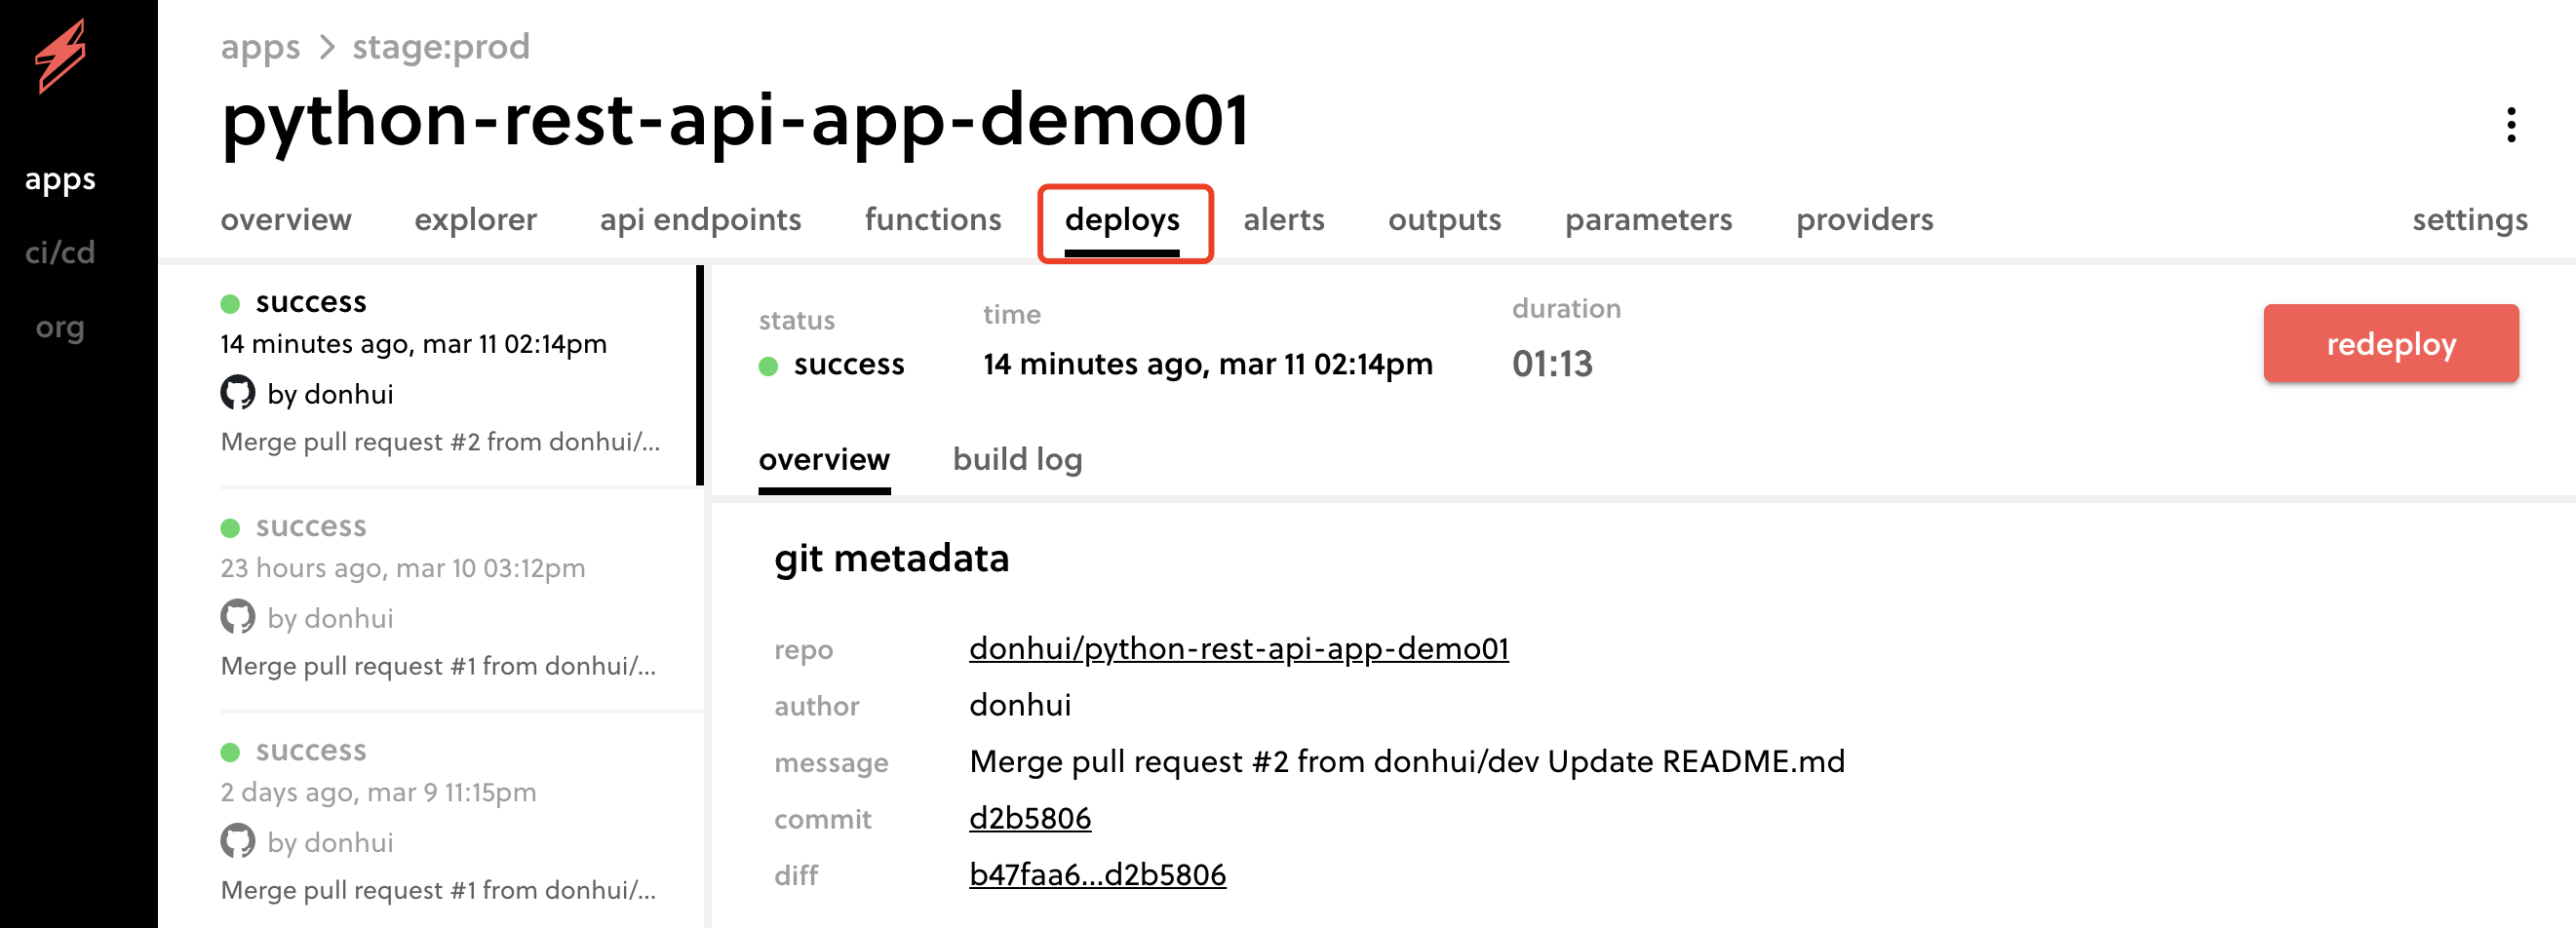 apps > stage:prod
python-rest-api-app-demo01
apps
ci/cd
org
overview explorer api endpoints functions deploys alerts outputs parameters providers settings
success
14 minutes ago, mar 11 02:14pm
by donhui
Merge pull request #2 from donhui/...
success
23 hours ago, mar 10 03:12pm
by donhui
Merge pull request #1 from donhui/...
success
2 days ago, mar 9 11:15pm
by donhui
Merge pull request #1 from donhui/...
status time duration
success 14 minutes ago, mar 11 02:14pm 01:13
redeploy
overview build log
git metadata
repo donhui/python-rest-api-app-demo01
author donhui
message Merge pull request #2 from donhui/dev Update README.md
commit d2b5806
diff b47faa6...d2b5806